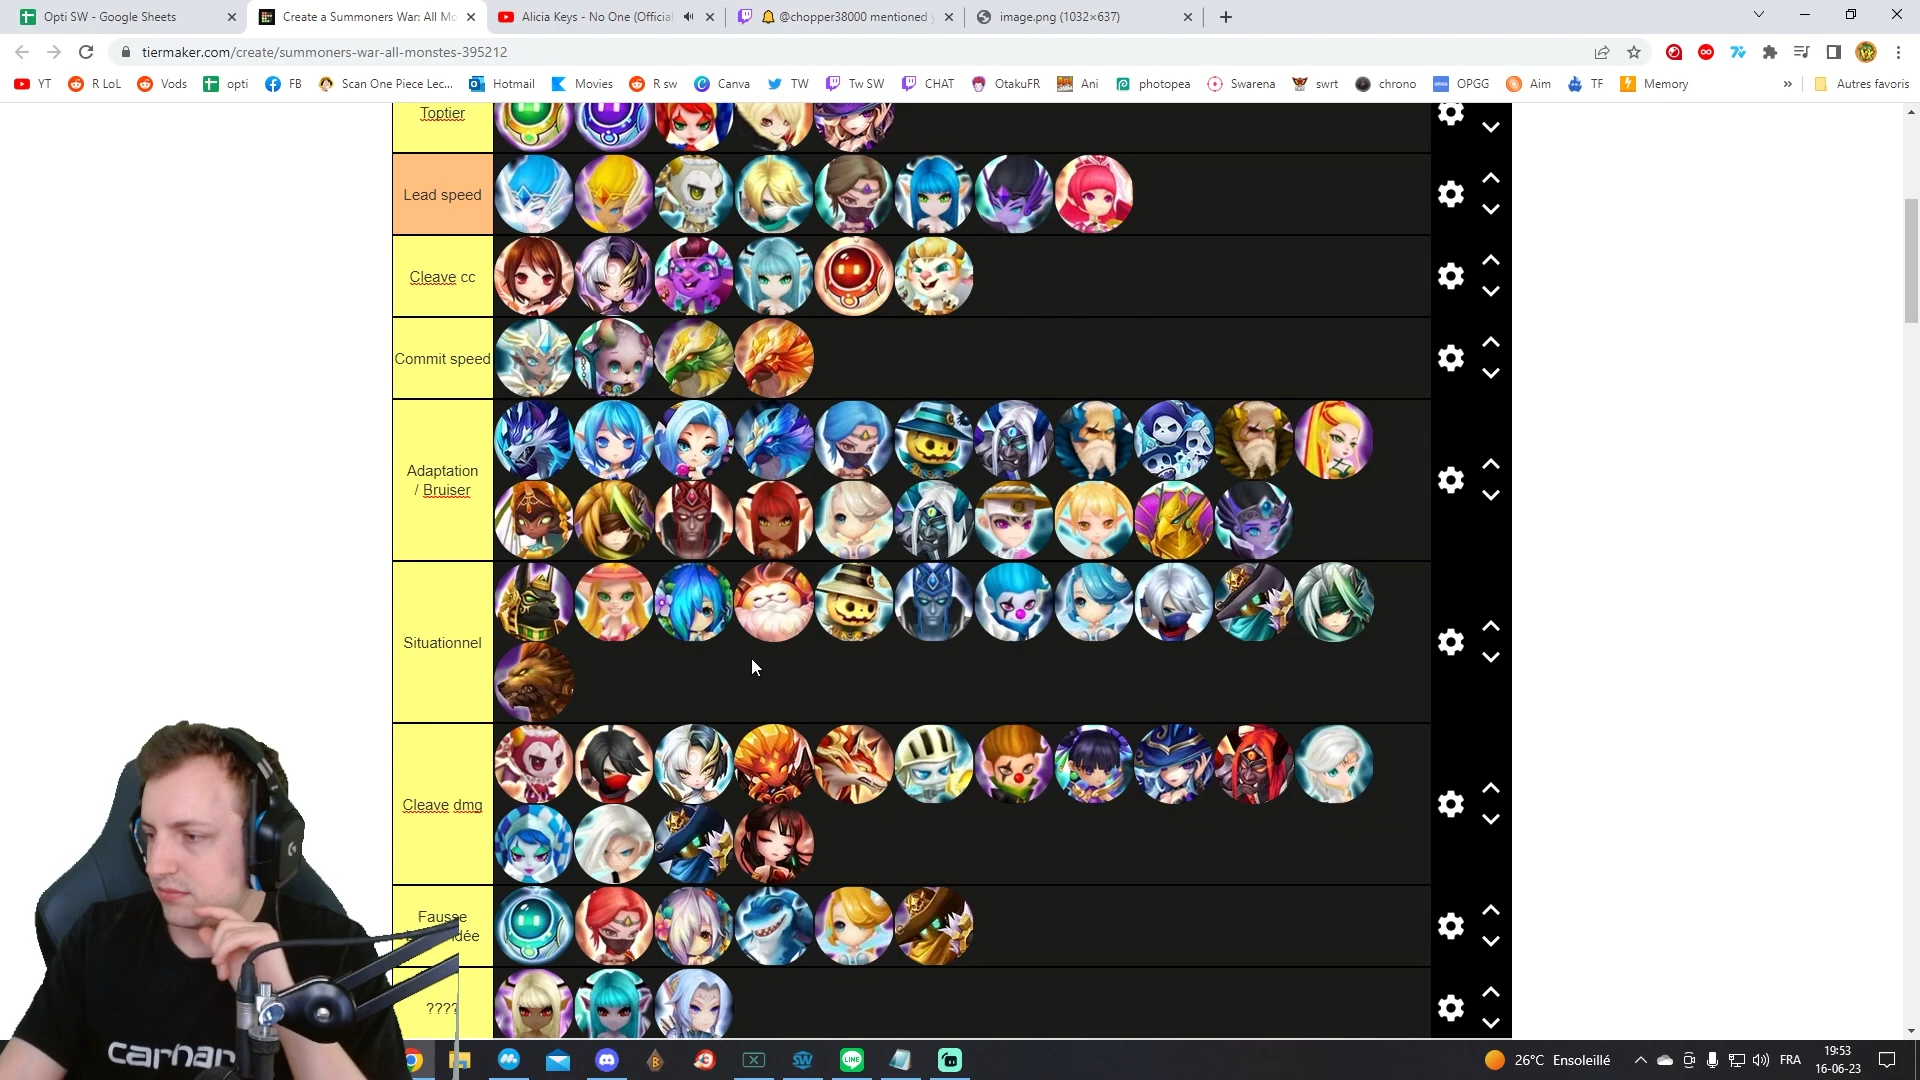 Opti SW - Google Sheets
Create a Summoners War: All Mo
Alicia Keys - No One (Official
@chopper38000 mentioned
image.png (1032×637)
tiermaker.com/create/summoners-war-all-monstes-395212
YT
R LoL
Vods
opti
FB
Scan One Piece Lec...
Hotmail
Movies
R sw
Canva
TW
Tw SW
CHAT
OtakuFR
Ani
photopea
Swarena
swrt
chrono
OPGG
Aim
TF
Memory
»
Autres favoris
Toptier
Lead speed
Cleave cc
Commit speed
Adaptation
/ Bruiser
Situationnel
Cleave dmg
Fausse
????
carhar
26°C Ensoleillé
FRA
19:53
16-06-23